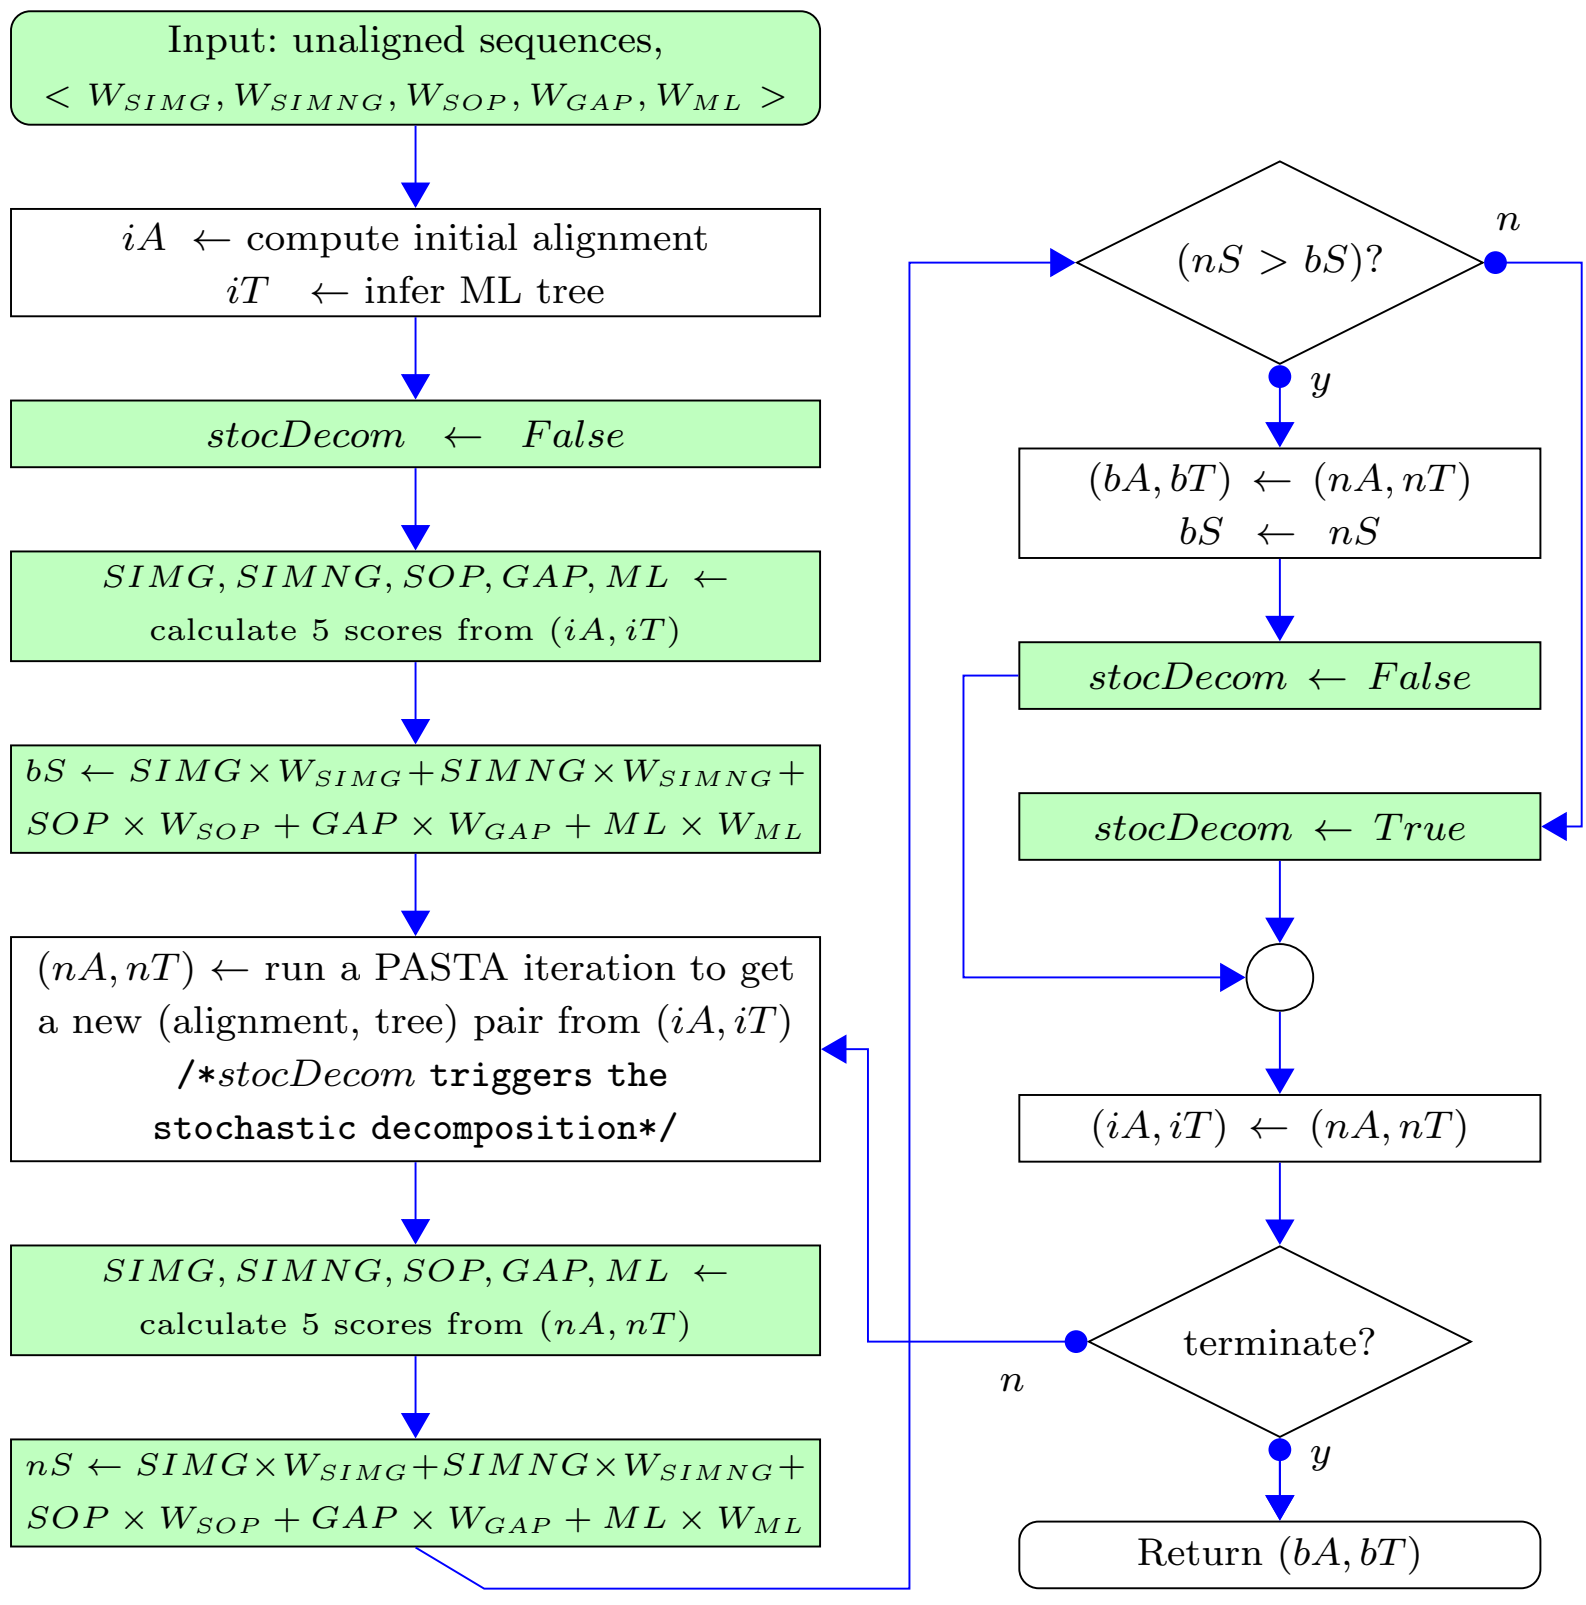 Input: unaligned sequences,
< W_SIMG, W_SIMNG, W_SOP, W_GAP, W_ML >
iA ← compute initial alignment
iT ← infer ML tree
stocDecom ← False
SIMG, SIMNG, SOP, GAP, ML ←
calculate 5 scores from (iA, iT)
bS ← SIMG×W_SIMG+SIMNG×W_SIMNG+
SOP × W_SOP + GAP × W_GAP + ML × W_ML
(nA, nT) ← run a PASTA iteration to get
a new (alignment, tree) pair from (iA, iT)
/*stocDecom triggers the
stochastic decomposition*/
SIMG, SIMNG, SOP, GAP, ML ←
calculate 5 scores from (nA, nT)
nS ← SIMG×W_SIMG+SIMNG×W_SIMNG+
SOP × W_SOP + GAP × W_GAP + ML × W_ML
(nS > bS)?
n
y
(bA, bT) ← (nA, nT)
bS ← nS
stocDecom ← False
stocDecom ← True
(iA, iT) ← (nA, nT)
terminate?
n
y
Return (bA, bT)